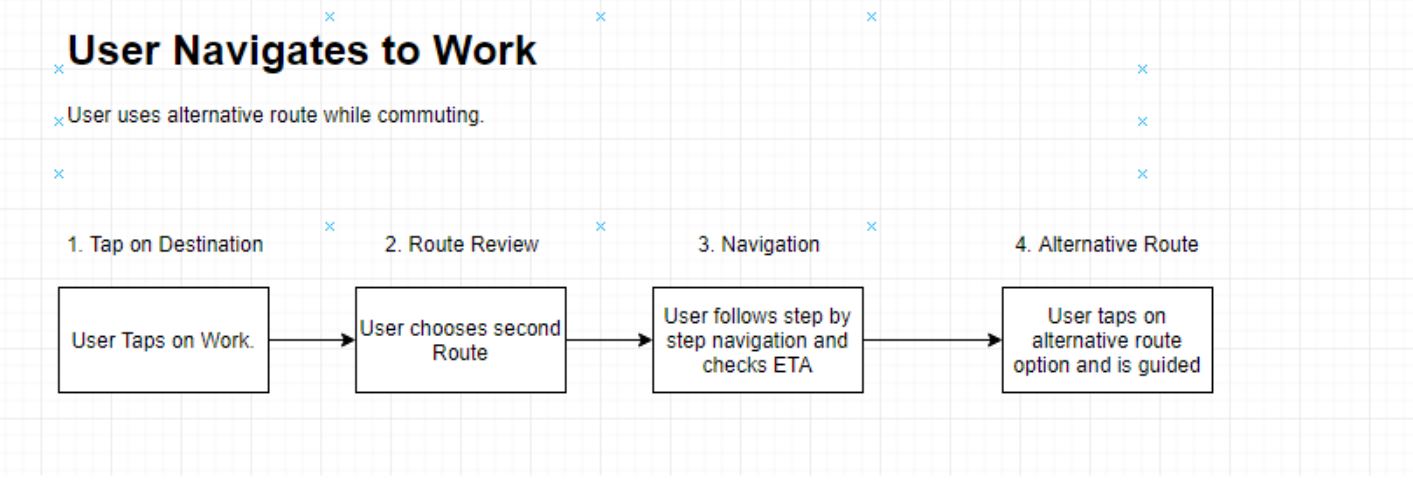 User Navigates to Work
User uses alternative route while commuting.
1. Tap on Destination
2. Route Review
3. Navigation
4. Alternative Route
User Taps on Work.
User chooses second
Route
User follows step by
step navigation and
checks ETA
User taps on
alternative route
option and is guided